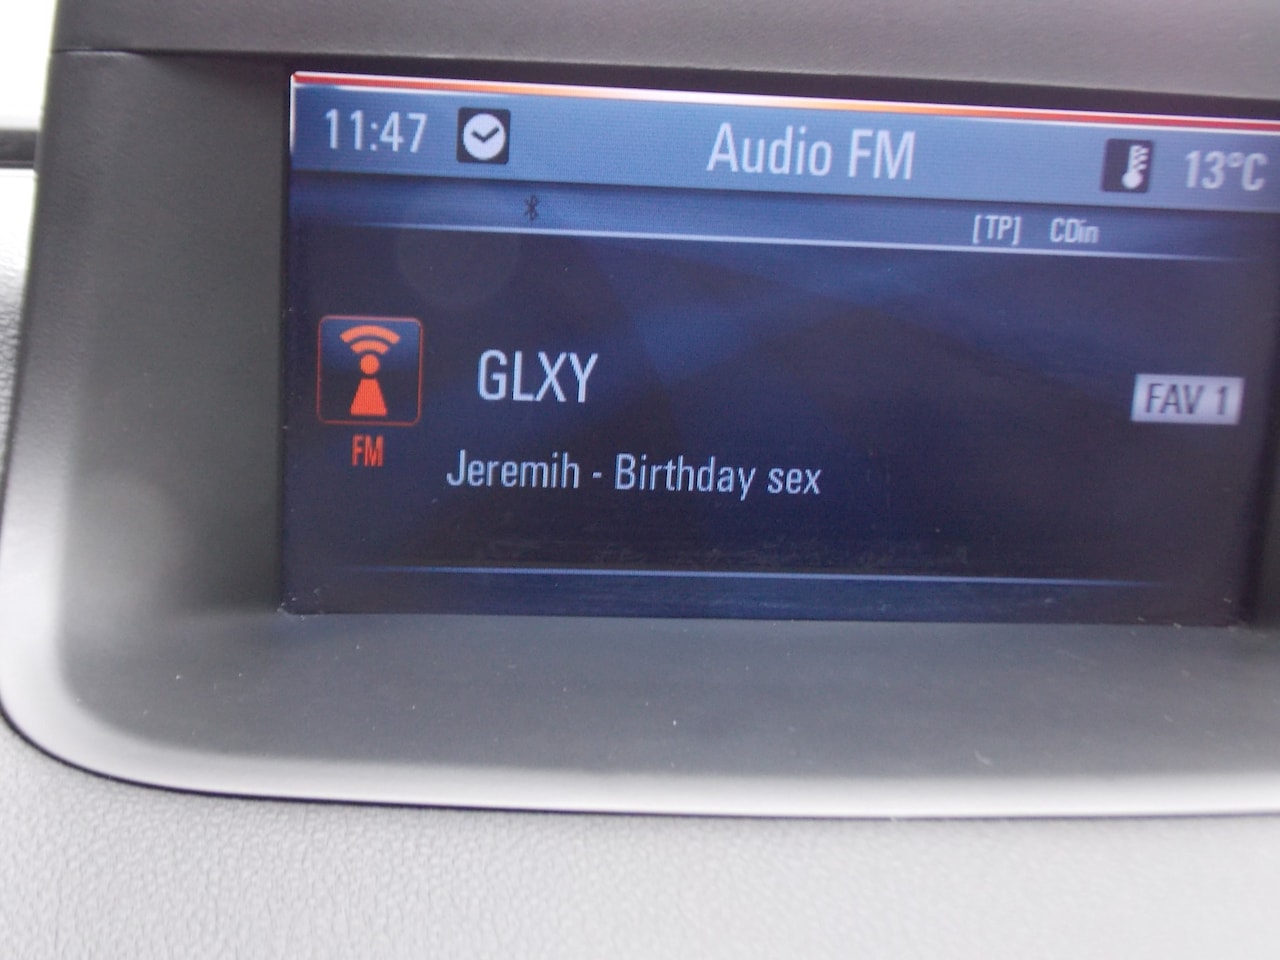 11:47 Audio FM 13°C
[TP] CDin
GLXY
FAV 1
FM
Jeremih - Birthday sex